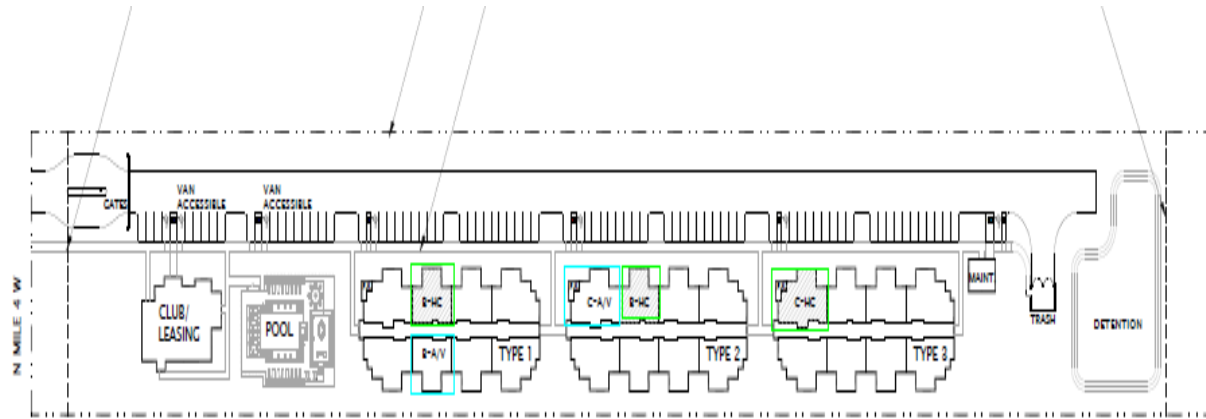 VAN
ACCESSIBLE
VAN
ACCESSIBLE
GATES
N MILE 4 W
CLUB/
LEASING
POOL
B-HC
B-A/V
TYPE 1
C-A/V
B-HC
TYPE 2
C-HC
TYPE 3
MAINT
TRASH
DETENTION